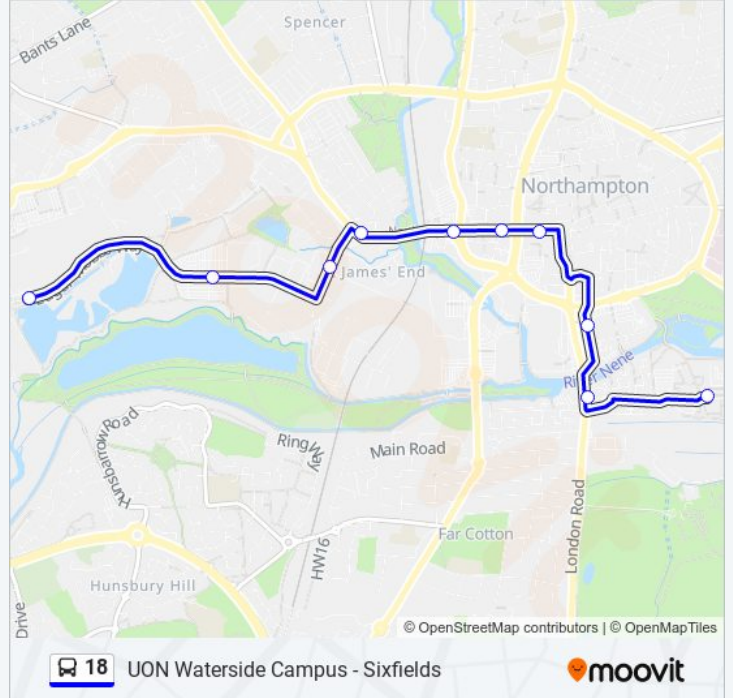 Spencer
Bants Lane
Northampton
James' End
River Nene
Hunsbarrow Road
Ring Way
Main Road
London Road
Far Cotton
HW16
Hunsbury Hill
Drive
© OpenStreetMap contributors | © OpenMapTiles
18 UON Waterside Campus - Sixfields
moovit